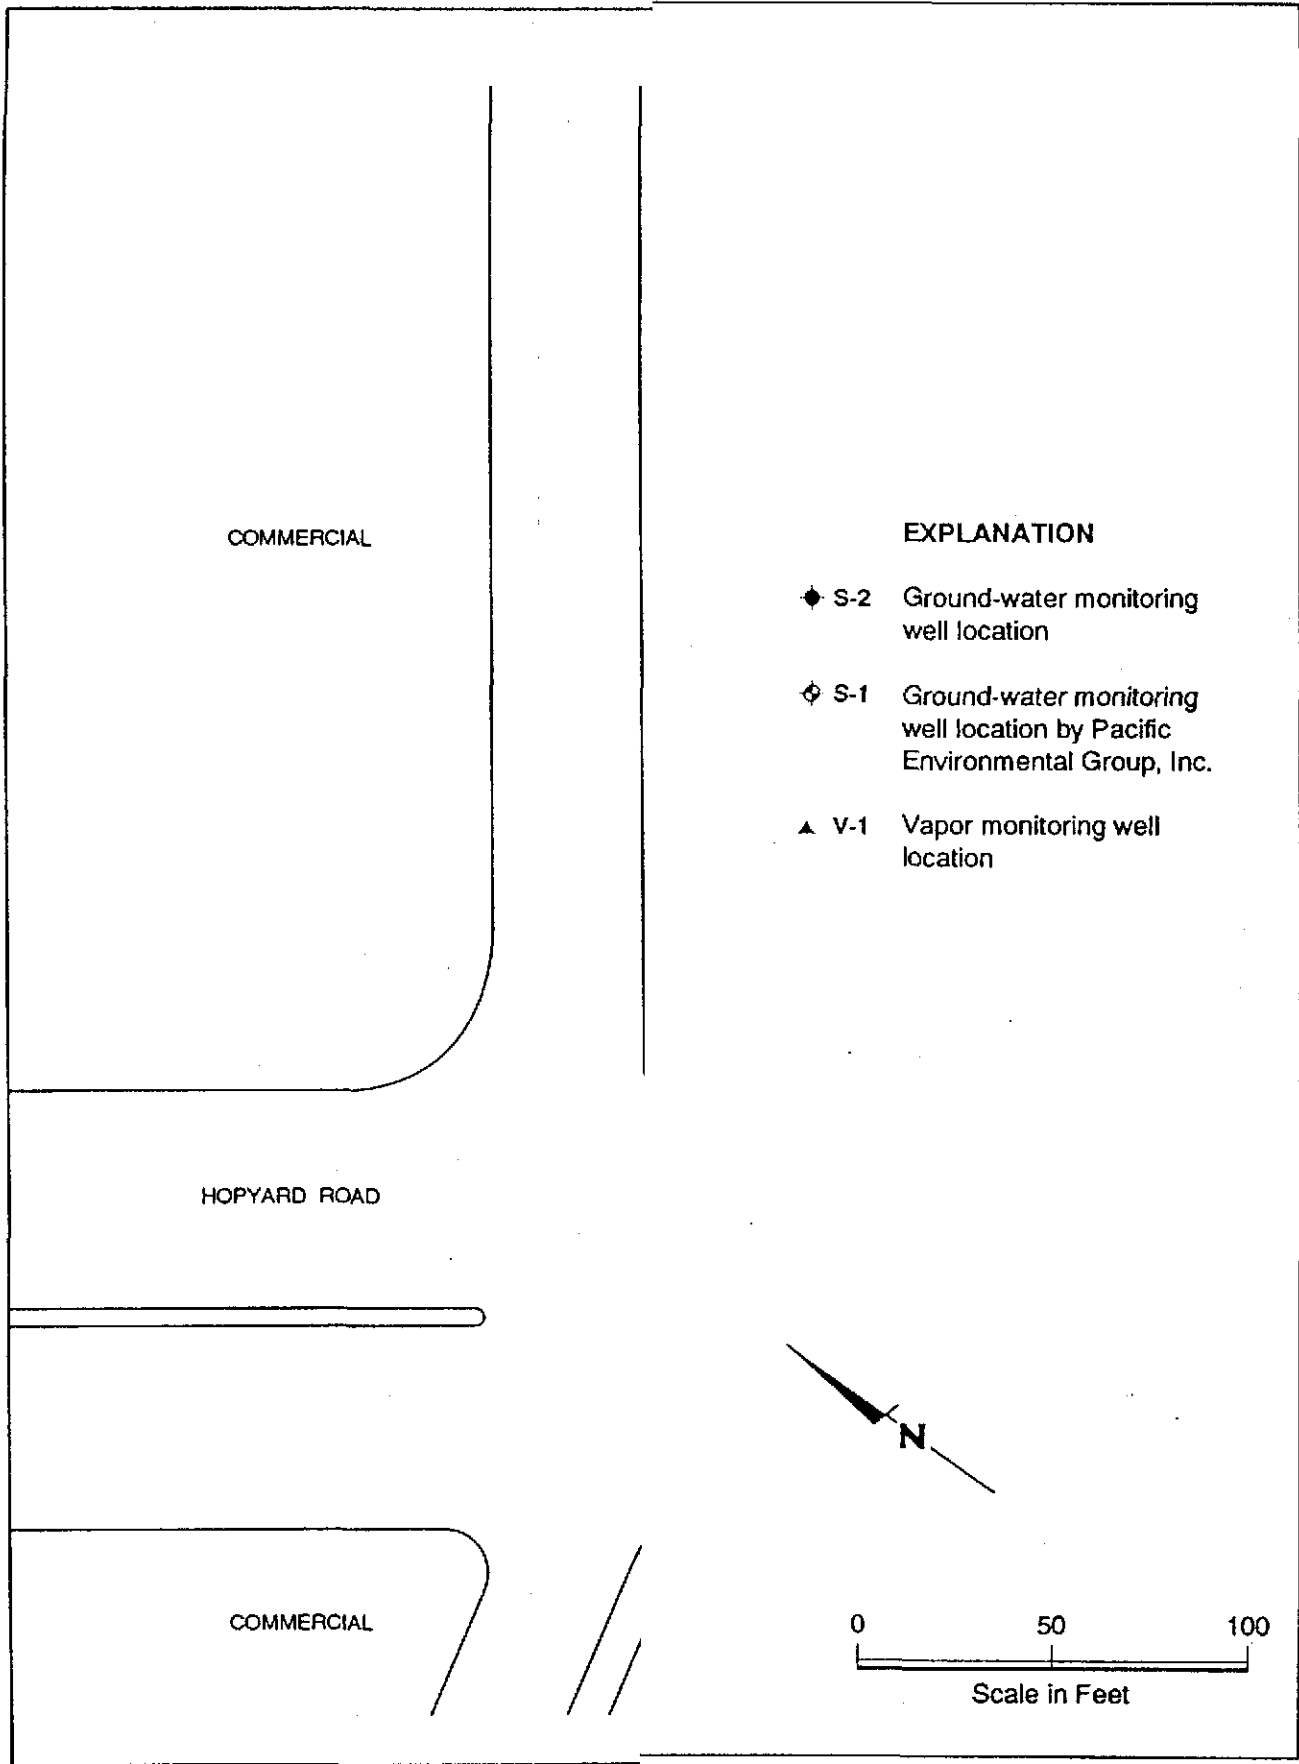 COMMERCIAL
EXPLANATION
S-2 Ground-water monitoring
well location
S-1 Ground-water monitoring
well location by Pacific
Environmental Group, Inc.
V-1 Vapor monitoring well
location
HOPYARD ROAD
N
COMMERCIAL
0 50 100
Scale in Feet